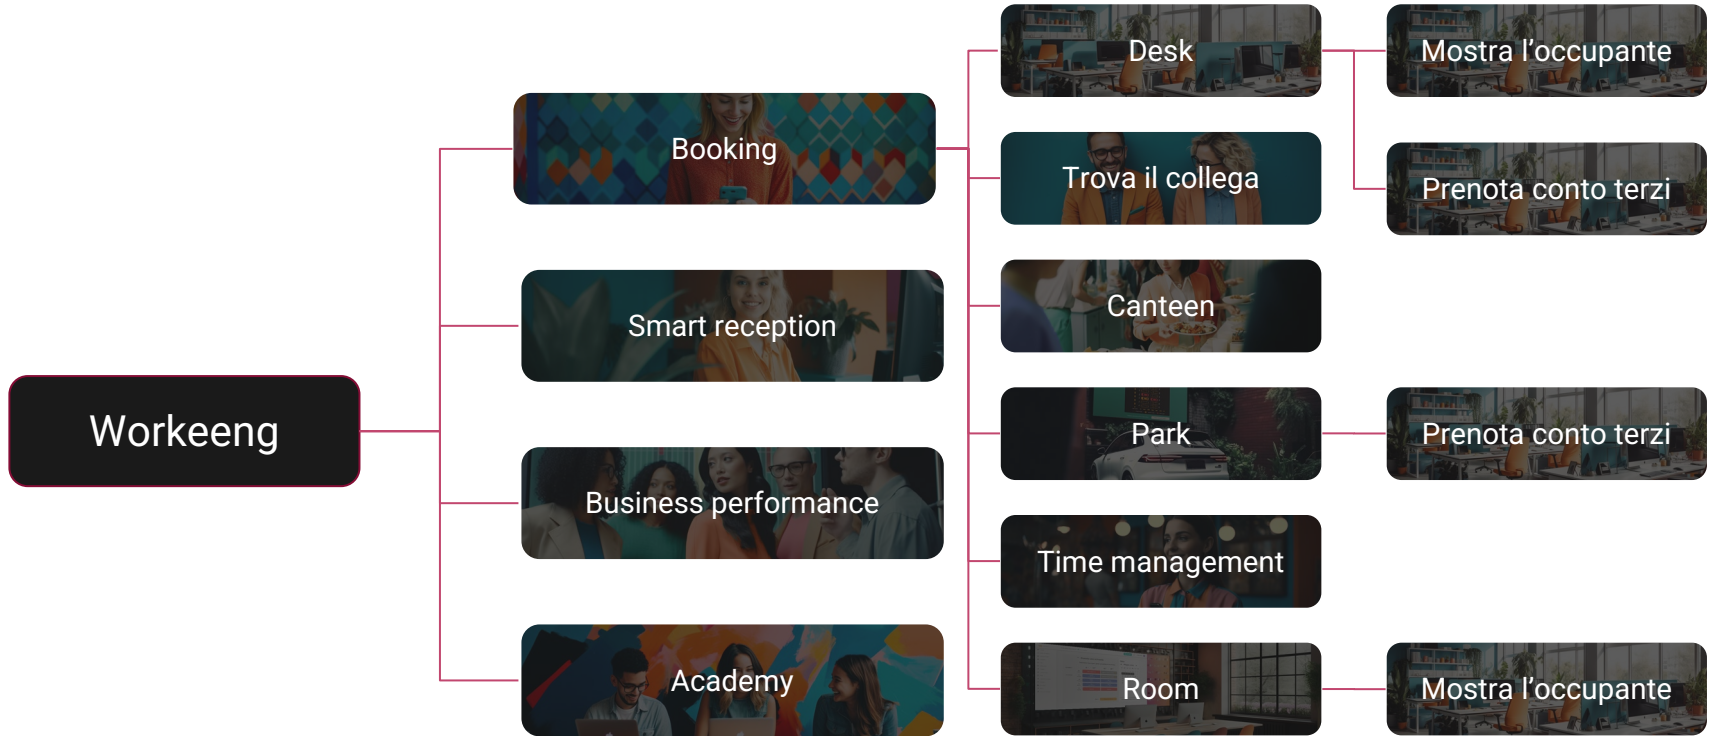 Workeeng
Booking
Smart reception
Business performance
Academy
Desk
Trova il collega
Canteen
Park
Time management
Room
Mostra l’occupante
Prenota conto terzi
Prenota conto terzi
Mostra l’occupante